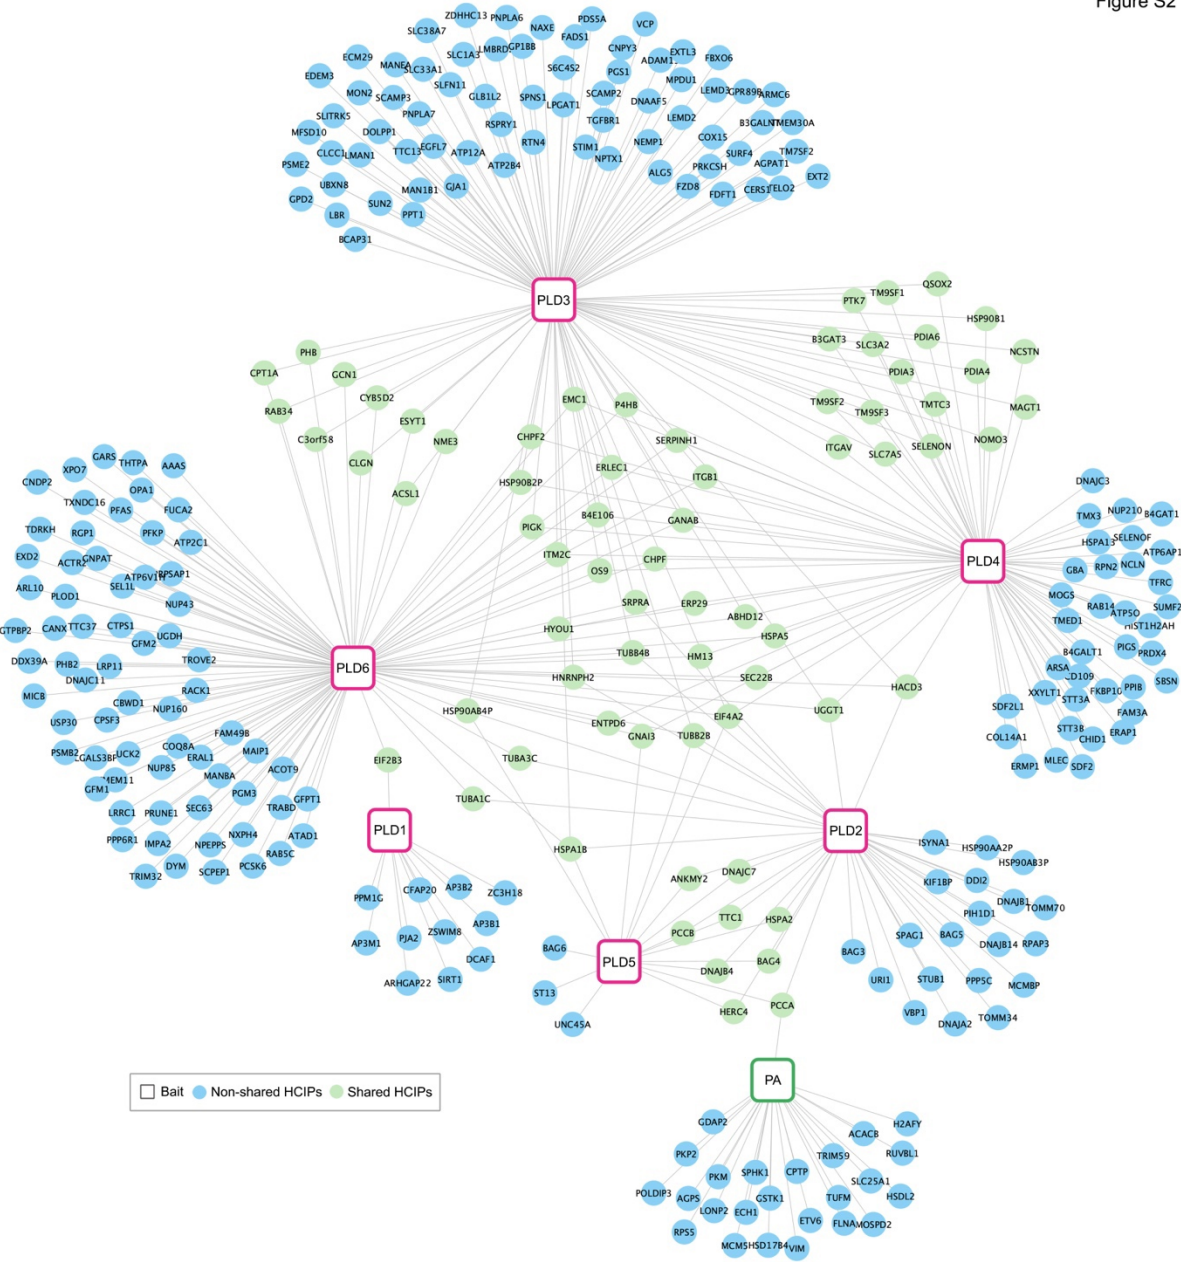 Figure S2
ZDHHC13
PNPLA6
SLC38A7
NAXE
PDS5A
VCP
FADS1
CNPY3
SLC1A3
GP1BB
EXTL3
FBXO6
ECM29
SLC33A1
S6C4S2
PGS1
EDEM3
SLFN11
MPDU1
MON2
SCAMP3
GLB1L2
SPNS1
LPGAT1
SCAMP2
DNAAF5
LEMD3
ARMC6
SLITRK5
PNPLA7
RSPRY1
TGFBR1
LEMD2
TMEM30A
MFSD10
DOLPP1
EGFL7
RTN4
STIM1
NEMP1
COX15
CLCC1
LMAN1
TTC13
ATP12A
NPTX1
SURF4
TM7SF2
PSME2
ATP2B4
ALG5
PRKCSH
AGPAT1
EXT2
UBXN8
MAN1B1
GJA1
FZD8
FDFT1
CERS1
TELO2
GPD2
SUN2
LBR
PPT1
BCAP31
PLD3
QSOX2
PTK7
TM9SF1
HSP90B1
B3GAT3
SLC3A2
PDIA6
NCSTN
PDIA3
PDIA4
TM9SF2
TM9SF3
TMTC3
MAGT1
ITGAV
SLC7A5
SELENON
NOMO3
PHB
CPT1A
GCN1
RAB34
CYB5D2
C3orf58
ESYT1
NME3
CLGN
ACSL1
EMC1
P4HB
CHPF2
SERPINH1
ERLEC1
ITGB1
HSP90B2P
B4E106
PIGK
GANAB
ITM2C
CHPF
OS9
SRPRA
ERP29
ABHD12
HYOU1
HSPA5
TUBB4B
HM13
HNRNPH2
SEC22B
HACD3
HSP90AB4P
ENTPD6
EIF4A2
UGGT1
GNAI3
TUBB2B
TUBA3C
EIF2B3
TUBA1C
HSPA1B
PLD4
DNAJC3
TMX3
NUP210
B4GAT1
HSPA13
SELENOF
ATP6AP1
GBA
RPN2
NCLN
TFRC
MOGS
RAB14
ATP5O
SUMF2
TMED1
HIST1H2AH
B4GALT1
PIGS
PRDX4
ARSA
CD109
SBSN
XXYLT1
STT3A
FKBP10
PPIB
SDF2L1
FAM3A
COL14A1
STT3B
CHID1
ERAP1
ERMP1
MLEC
SDF2
GARS
THTPA
AAAS
XPO7
CNDP2
OPA1
TXNDC16
PFAS
FUCA2
TDRKH
RGP1
PFKP
ATP2C1
EXD2
ACTR2
GNPAT
SEL1L
ARL10
PLOD1
NUP43
GTPBP2
CANX
TTC37
CTPS1
UGDH
GFM2
DDX39A
PHB2
LRP11
TROVE2
DNAJC11
MICB
CBWD1
RACK1
USP30
CPSF3
NUP160
PSMB2
UCK2
COQ8A
FAM49B
ERAL1
MAIP1
NUP85
MANBA
ACOT9
GFM1
PGM3
LRRC1
PRUNE1
SEC63
TRABD
GFPT1
PPP6R1
IMPA2
NPEPPS
NXPH4
ATAD1
RAB5C
TRIM32
DYM
SCPEP1
PCSK6
PLD6
PLD1
PPM1G
CFAP20
AP3B2
ZC3H18
AP3M1
PJA2
ZSWIM8
AP3B1
DCAF1
ARHGAP22
SIRT1
PLD2
ISYNA1
HSP90AA2P
HSP90AB3P
KIF1BP
DDI2
DNAJB1
TOMM70
PIH1D1
SPAG1
BAG5
DNAJB14
RPAP3
BAG3
URI1
STUB1
PPP5C
MCMBP
VBP1
DNAJA2
TOMM34
ANKMY2
DNAJC7
TTC1
HSPA2
PCCB
DNAJB4
BAG4
HERC4
PCCA
PLD5
BAG6
ST13
UNC45A
PA
GDAP2
ACACB
H2AFY
PKP2
TRIM59
RUVBL1
PKM
SPHK1
CPTP
SLC25A1
POLDIP3
AGPS
GSTK1
TUFM
HSDL2
LONP2
ECH1
ETV6
FLNA
MOSPD2
RPS5
MCM5
HSD17B4
VIM
Bait
Non-shared HCIPs
Shared HCIPs